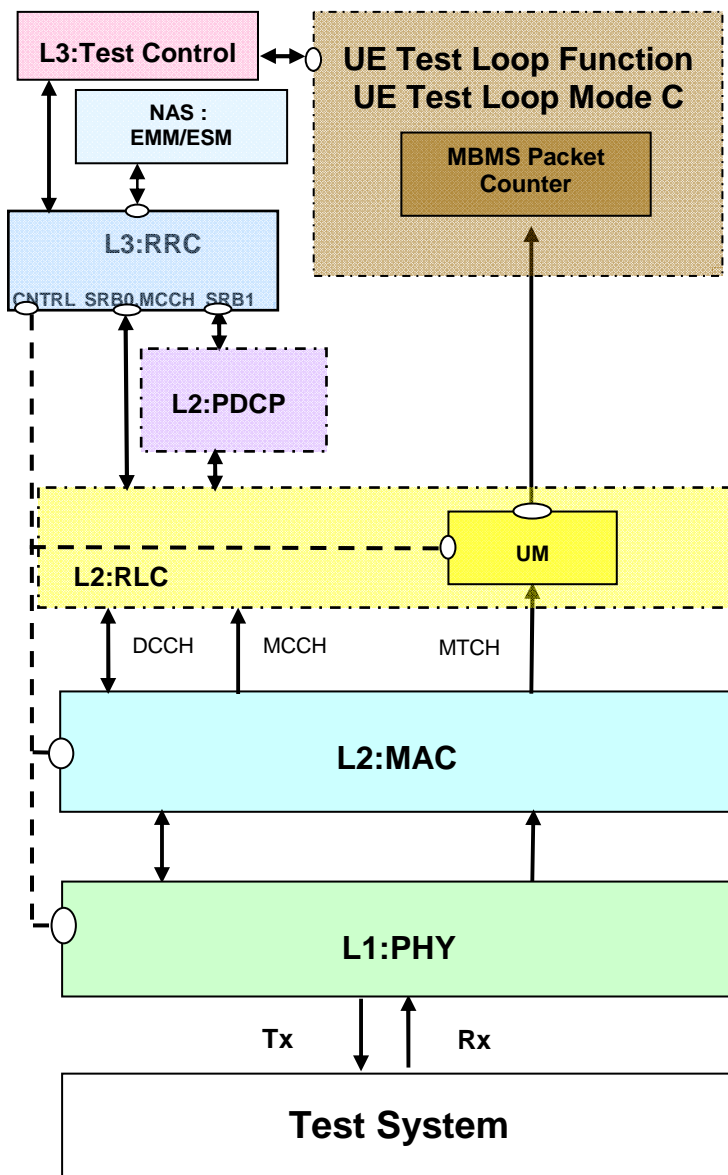 L3:Test Control
UE Test Loop Function
UE Test Loop Mode C
NAS :
EMM/ESM
MBMS Packet
Counter
L3:RRC
CNTRL SRB0,MCCH SRB1
L2:PDCP
UM
L2:RLC
DCCH MCCH MTCH
L2:MAC
L1:PHY
Tx Rx
Test System